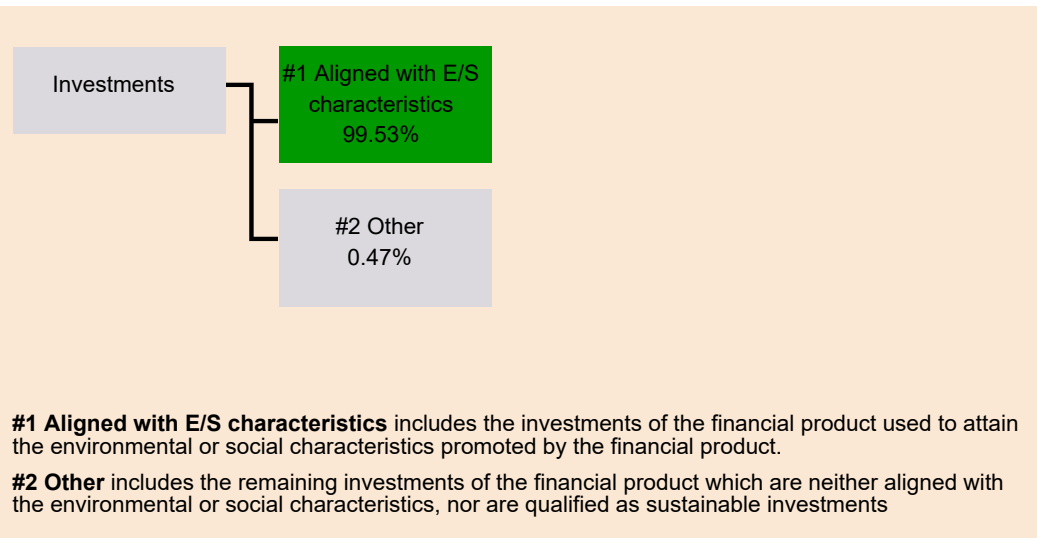 Investments
#1 Aligned with E/S
characteristics
99.53%
#2 Other
0.47%
#1 Aligned with E/S characteristics includes the investments of the financial product used to attain
the environmental or social characteristics promoted by the financial product.
#2 Other includes the remaining investments of the financial product which are neither aligned with
the environmental or social characteristics, nor are qualified as sustainable investments